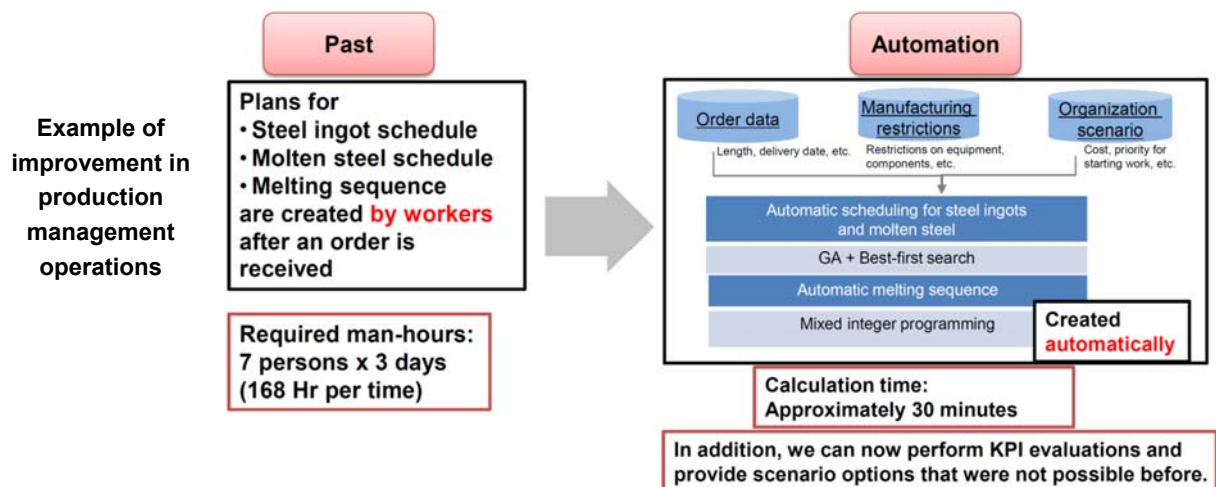 Past
Automation
Example of
improvement in
production
management
operations
Plans for
• Steel ingot schedule
• Molten steel schedule
• Melting sequence
are created by workers
after an order is
received
Required man-hours:
7 persons x 3 days
(168 Hr per time)
Order data
Length, delivery date, etc.
Manufacturing
restrictions
Restrictions on equipment,
components, etc.
Organization
scenario
Cost, priority for
starting work, etc.
Automatic scheduling for steel ingots
and molten steel
GA + Best-first search
Automatic melting sequence
Mixed integer programming
Created
automatically
Calculation time:
Approximately 30 minutes
In addition, we can now perform KPI evaluations and
provide scenario options that were not possible before.